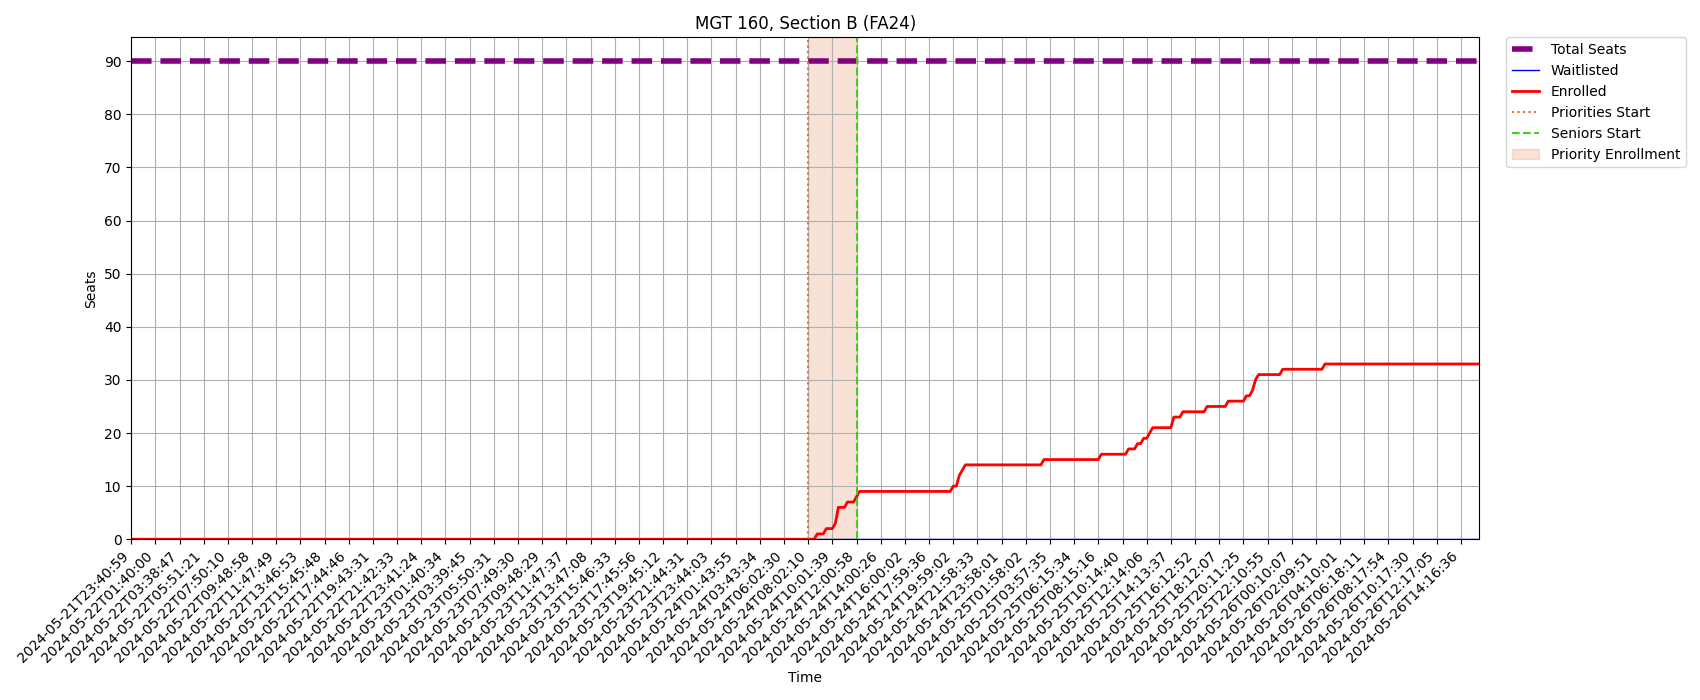 MGT 160, Section B (FA24)
Total Seats
Waitlisted
Enrolled
Priorities Start
Seniors Start
Priority Enrollment
Seats
90
80
70
60
50
40
30
20
10
0
2024-05-21T23:40:59
2024-05-22T01:40:00
2024-05-22T03:38:47
2024-05-22T05:51:21
2024-05-22T07:50:10
2024-05-22T09:48:58
2024-05-22T11:47:49
2024-05-22T13:46:53
2024-05-22T15:45:48
2024-05-22T17:44:46
2024-05-22T19:43:31
2024-05-22T21:42:33
2024-05-22T23:41:24
2024-05-23T01:40:34
2024-05-23T03:39:45
2024-05-23T05:50:31
2024-05-23T07:49:30
2024-05-23T09:48:29
2024-05-23T11:47:37
2024-05-23T13:47:08
2024-05-23T15:46:33
2024-05-23T17:45:56
2024-05-23T19:45:12
2024-05-23T21:44:31
2024-05-23T23:44:03
2024-05-24T01:43:55
2024-05-24T03:43:34
2024-05-24T06:02:30
2024-05-24T08:02:10
2024-05-24T10:01:39
2024-05-24T12:00:58
2024-05-24T14:00:26
2024-05-24T16:00:02
2024-05-24T17:59:36
2024-05-24T19:59:02
2024-05-24T21:58:33
2024-05-24T23:58:01
2024-05-25T01:58:02
2024-05-25T03:57:35
2024-05-25T06:15:34
2024-05-25T08:15:16
2024-05-25T10:14:40
2024-05-25T12:14:06
2024-05-25T14:13:37
2024-05-25T16:12:52
2024-05-25T18:12:07
2024-05-25T20:11:25
2024-05-25T22:10:55
2024-05-26T00:10:07
2024-05-26T02:09:51
2024-05-26T04:10:01
2024-05-26T06:18:11
2024-05-26T08:17:54
2024-05-26T10:17:30
2024-05-26T12:17:05
2024-05-26T14:16:36
Time